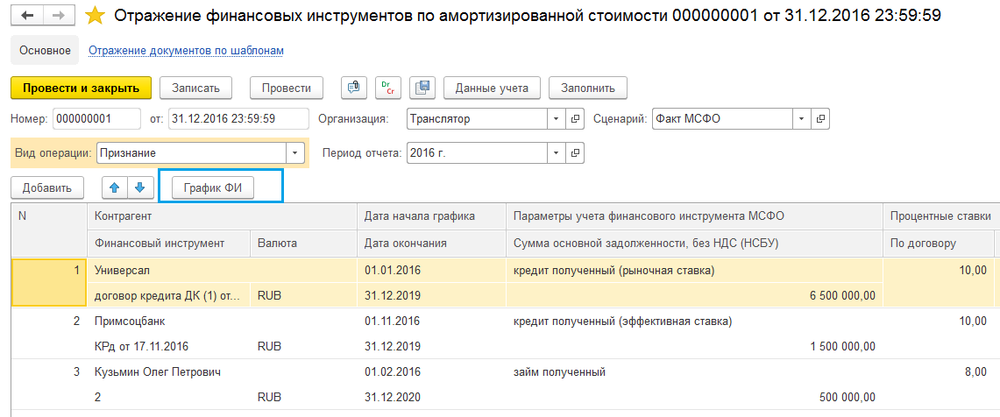 Отражение финансовых инструментов по амортизированной стоимости 000000001 от 31.12.2016 23:59:59
Основное Отражение документов по шаблонам
Провести и закрыть Записать Провести Dr Cr Данные учета Заполнить
Номер: 000000001 от: 31.12.2016 23:59:59 Организация: Транслятор Сценарий: Факт МСФО
Вид операции: Признание Период отчета: 2016 г.
Добавить График ФИ
N Контрагент Дата начала графика Параметры учета финансового инструмента МСФО Процентные ставки
Финансовый инструмент Валюта Дата окончания Сумма основной задолженности, без НДС (НСБУ) По договору
1 Универсал 01.01.2016 кредит полученный (рыночная ставка) 10,00
договор кредита ДК (1) от... RUB 31.12.2019 6 500 000,00
2 Примсоцбанк 01.11.2016 кредит полученный (эффективная ставка) 10,00
КРд от 17.11.2016 RUB 31.12.2019 1 500 000,00
3 Кузьмин Олег Петрович 01.02.2016 займ полученный 8,00
2 RUB 31.12.2020 500 000,00